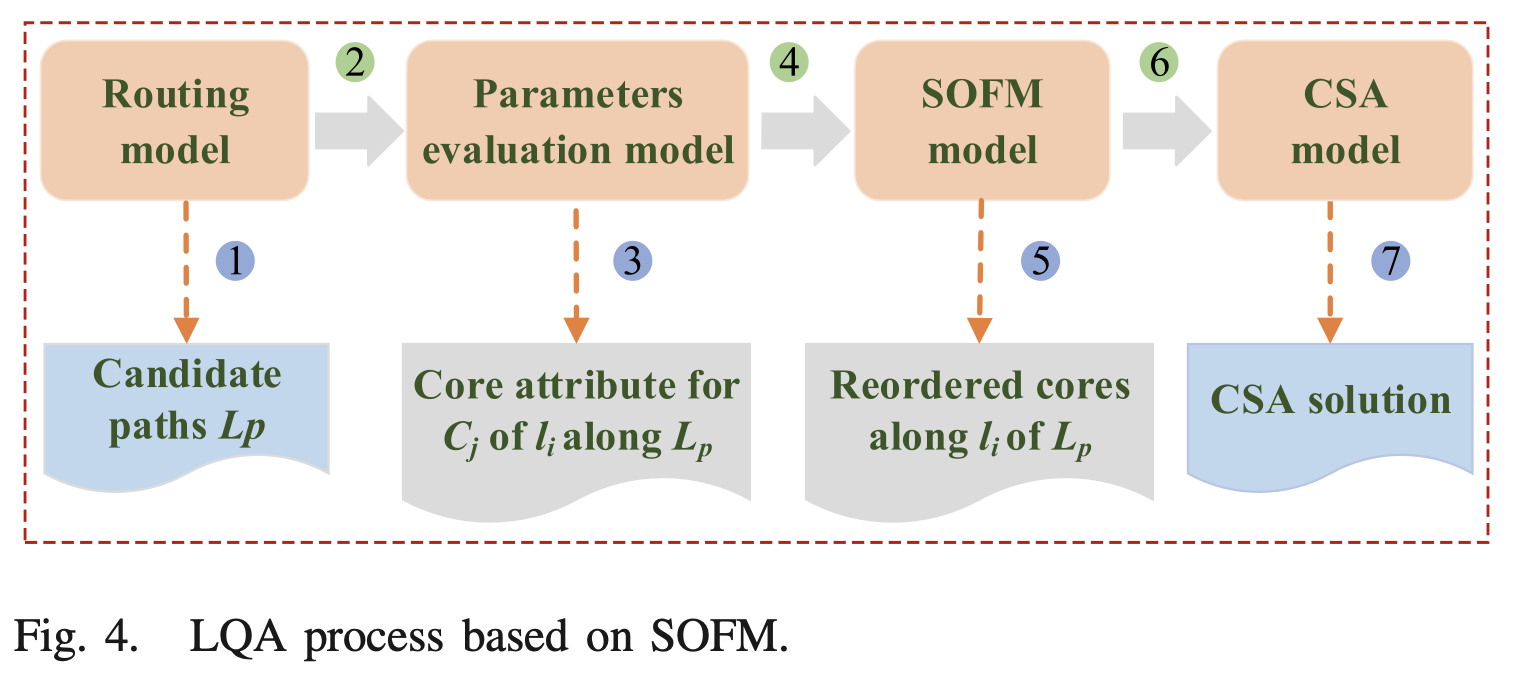 Routing
model
2
Parameters
evaluation model
4
SOFM
model
6
CSA
model
1
3
5
7
Candidate
paths Lp
Core attribute for
Cj of li along Lp
Reordered cores
along li of Lp
CSA solution
Fig. 4. LQA process based on SOFM.